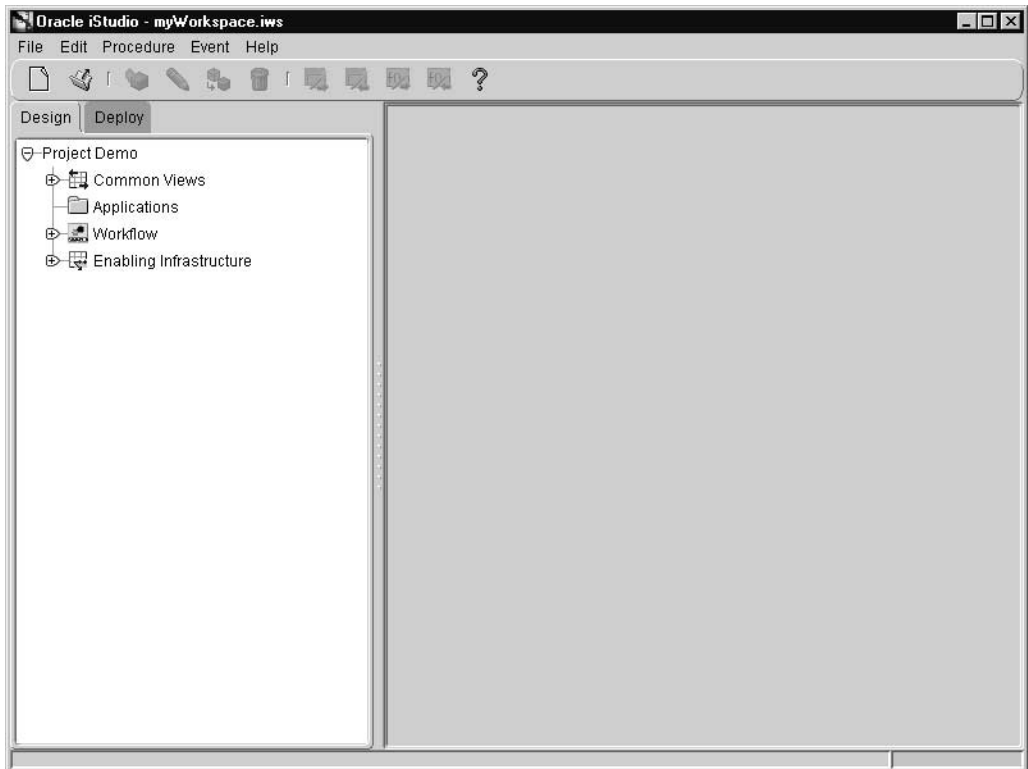 Oracle iStudio - myWorkspace.iws
File Edit Procedure Event Help
Design Deploy
Project Demo
Common Views
Applications
Workflow
Enabling Infrastructure